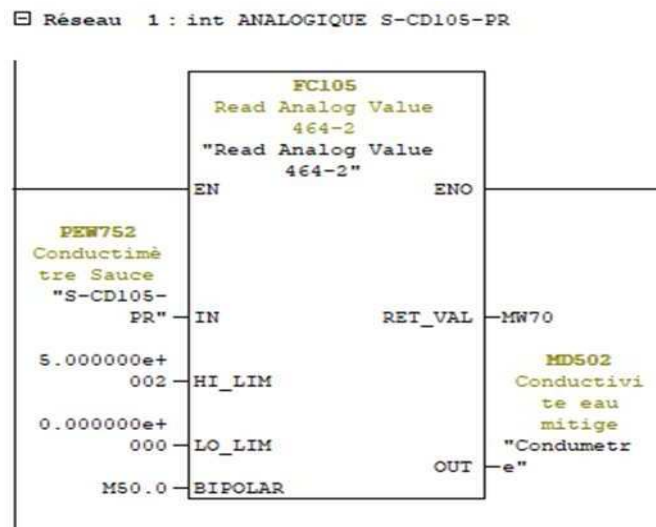 Réseau 1 : int ANALOGIQUE S-CD105-PR
FC105
Read Analog Value
464-2
"Read Analog Value
464-2"
EN
ENO
PEW752
Conductimè
tre Sauce
"S-CD105-
PR"
IN
RET_VAL
MW70
5.000000e+
002
HI_LIM
MD502
Conductivi
te eau
mitige
"Condumetr
e"
0.000000e+
000
LO_LIM
OUT
M50.0
BIPOLAR